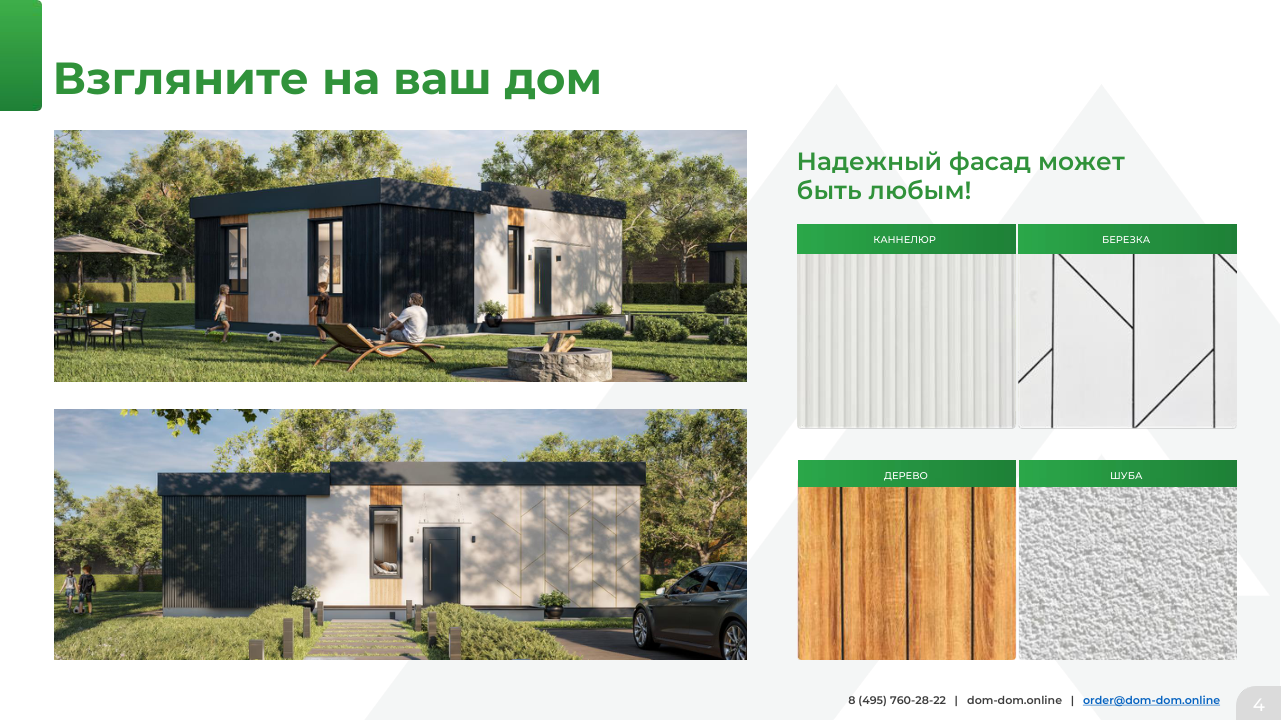 Взгляните на ваш дом
Надежный фасад может
быть любым!
КАННЕЛЮР
БЕРЕЗКА
ДЕРЕВО
ШУБА
8 (495) 760-28-22 | dom-dom.online | order@dom-dom.online
4